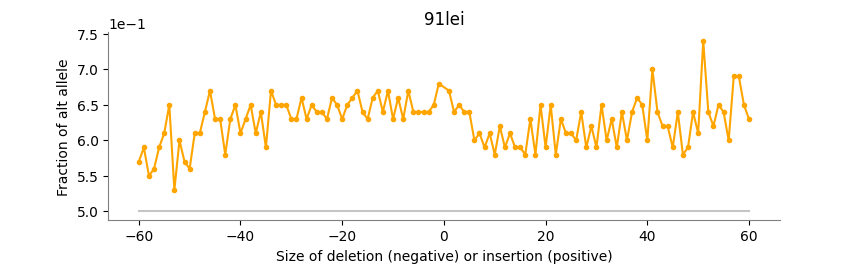 91lei
1e−1
7.5
7.0
6.5
6.0
5.5
5.0
Fraction of alt allele
−60 −40 −20 0 20 40 60
Size of deletion (negative) or insertion (positive)